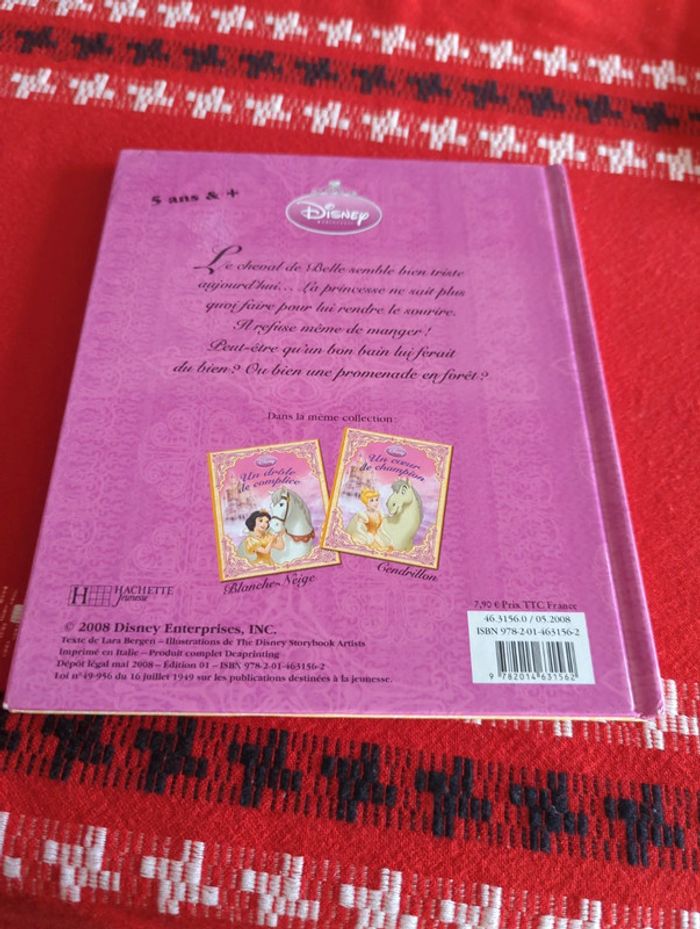 5 ans & +
Disney
PRINCESSE
Le cheval de Belle semble bien triste
aujourd'hui... La princesse ne sait plus
quoi faire pour lui rendre le sourire.
Il refuse même de manger !
Peut-être qu'un bon bain lui ferait
du bien ? Ou bien une promenade en forêt ?
Dans la même collection :
Disney
Un drôle
de complice
Blanche-Neige
Disney
Un cœur
de champion
Cendrillon
H HACHETTE
Jeunesse
7,90 € Prix TTC France
© 2008 Disney Enterprises, INC.
Texte de Lara Bergen – Illustrations de The Disney Storybook Artists
Imprimé en Italie – Produit complet Deaprinting
Dépôt légal mai 2008 – Édition 01 – ISBN 978-2-01-463156-2
Loi n°49-956 du 16 juillet 1949 sur les publications destinées à la jeunesse.
46.3156.0 / 05.2008
ISBN 978-2-01-463156-2
9 782014 631562